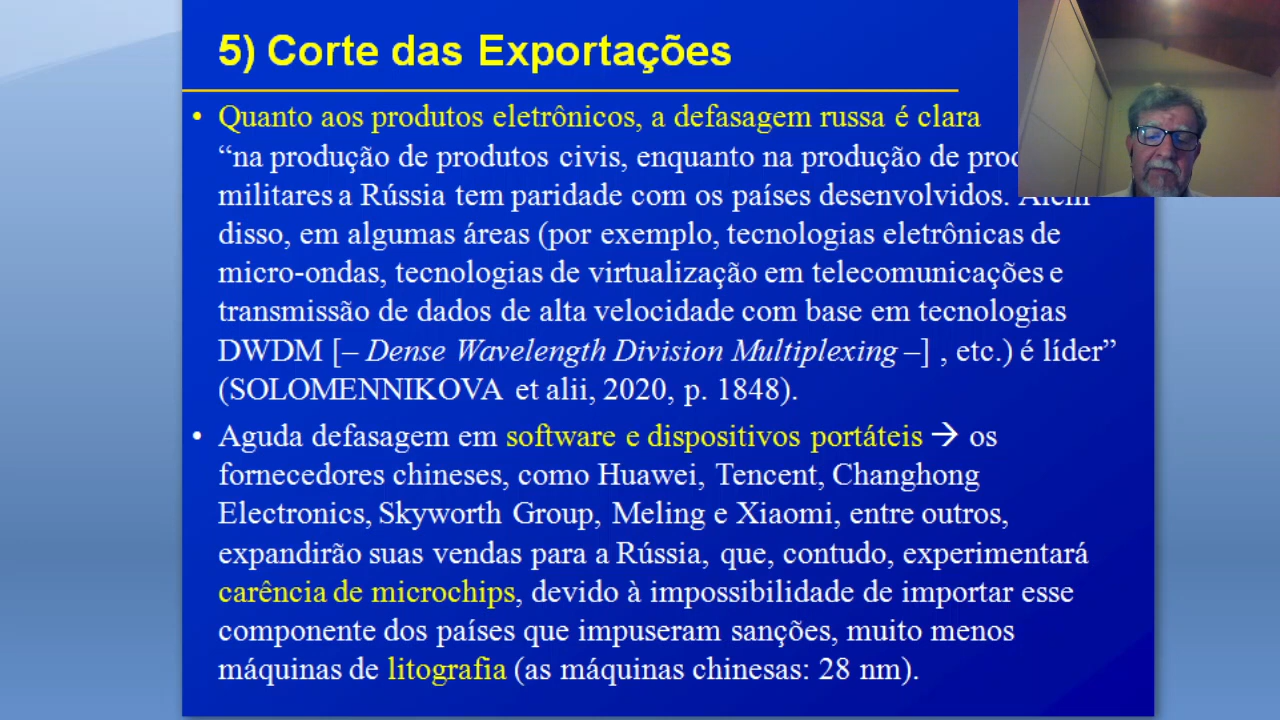 5) Corte das Exportações
• Quanto aos produtos eletrônicos, a defasagem russa é clara
“na produção de produtos civis, enquanto na produção de
militares a Rússia tem paridade com os países desenvolvidos. Além
disso, em algumas áreas (por exemplo, tecnologias eletrônicas de
micro-ondas, tecnologias de virtualização em telecomunicações e
transmissão de dados de alta velocidade com base em tecnologias
DWDM [– Dense Wavelength Division Multiplexing –] , etc.) é líder”
(SOLOMENNIKOVA et alii, 2020, p. 1848).
• Aguda defasagem em software e dispositivos portáteis → os
fornecedores chineses, como Huawei, Tencent, Changhong
Electronics, Skyworth Group, Meling e Xiaomi, entre outros,
expandirão suas vendas para a Rússia, que, contudo, experimentará
carência de microchips, devido à impossibilidade de importar esse
componente dos países que impuseram sanções, muito menos
máquinas de litografia (as máquinas chinesas: 28 nm).